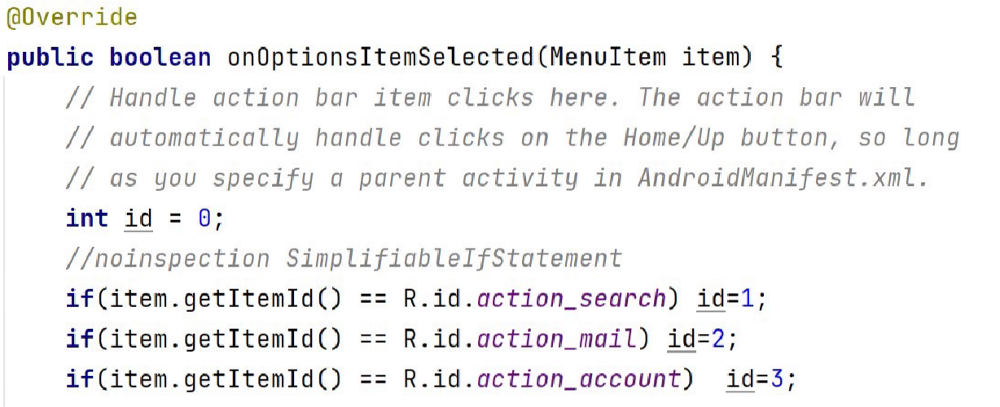 @Override
public boolean onOptionsItemSelected(MenuItem item) {
// Handle action bar item clicks here. The action bar will
// automatically handle clicks on the Home/Up button, so long
// as you specify a parent activity in AndroidManifest.xml.
int id = 0;
//noinspection SimplifiableIfStatement
if(item.getItemId() == R.id.action_search) id=1;
if(item.getItemId() == R.id.action_mail) id=2;
if(item.getItemId() == R.id.action_account)  id=3;